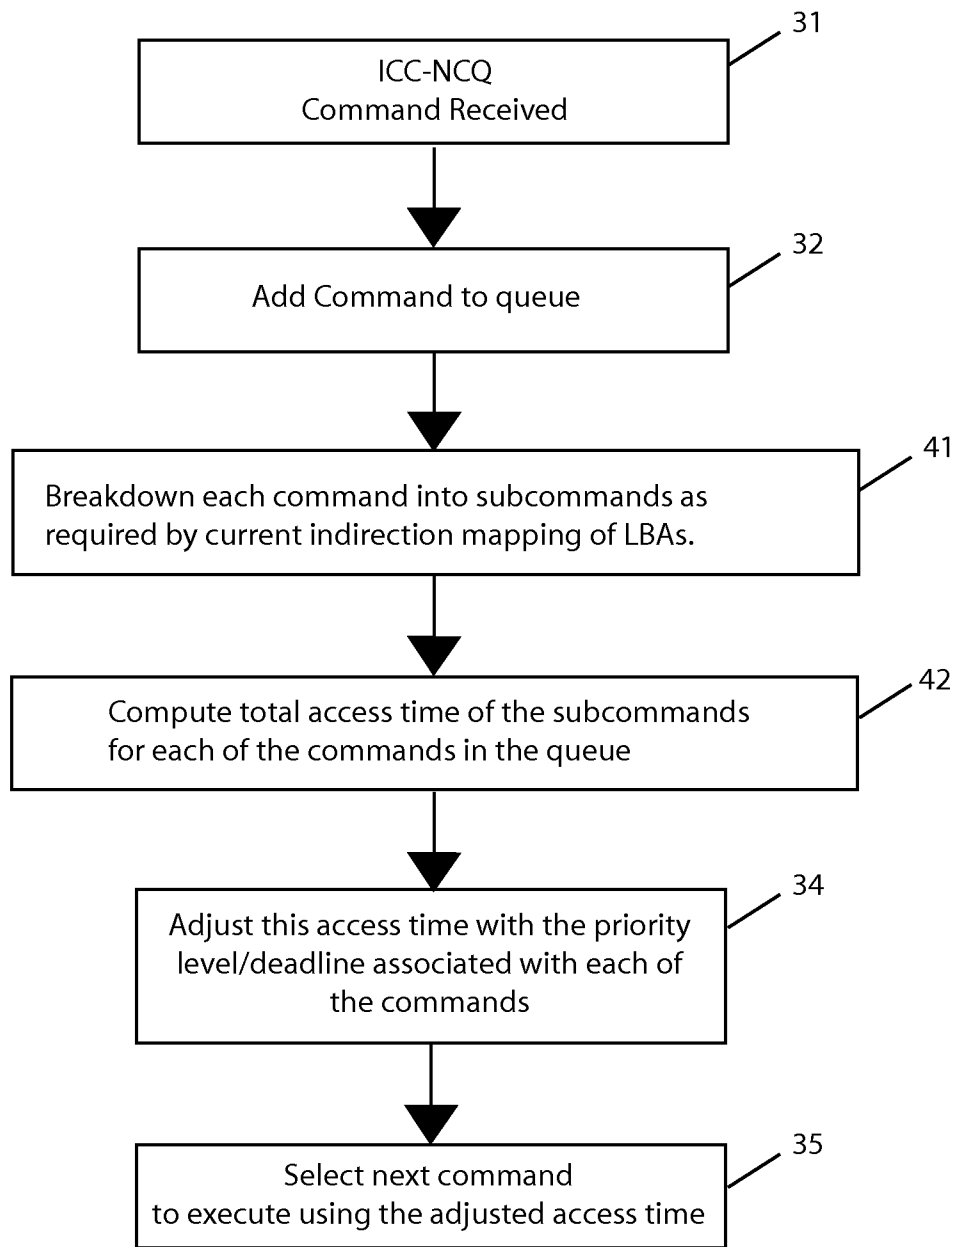 31
ICC-NCQ
Command Received
32
Add Command to queue
41
Breakdown each command into subcommands as
required by current indirection mapping of LBAs.
42
Compute total access time of the subcommands
for each of the commands in the queue
34
Adjust this access time with the priority
level/deadline associated with each of
the commands
35
Select next command
to execute using the adjusted access time